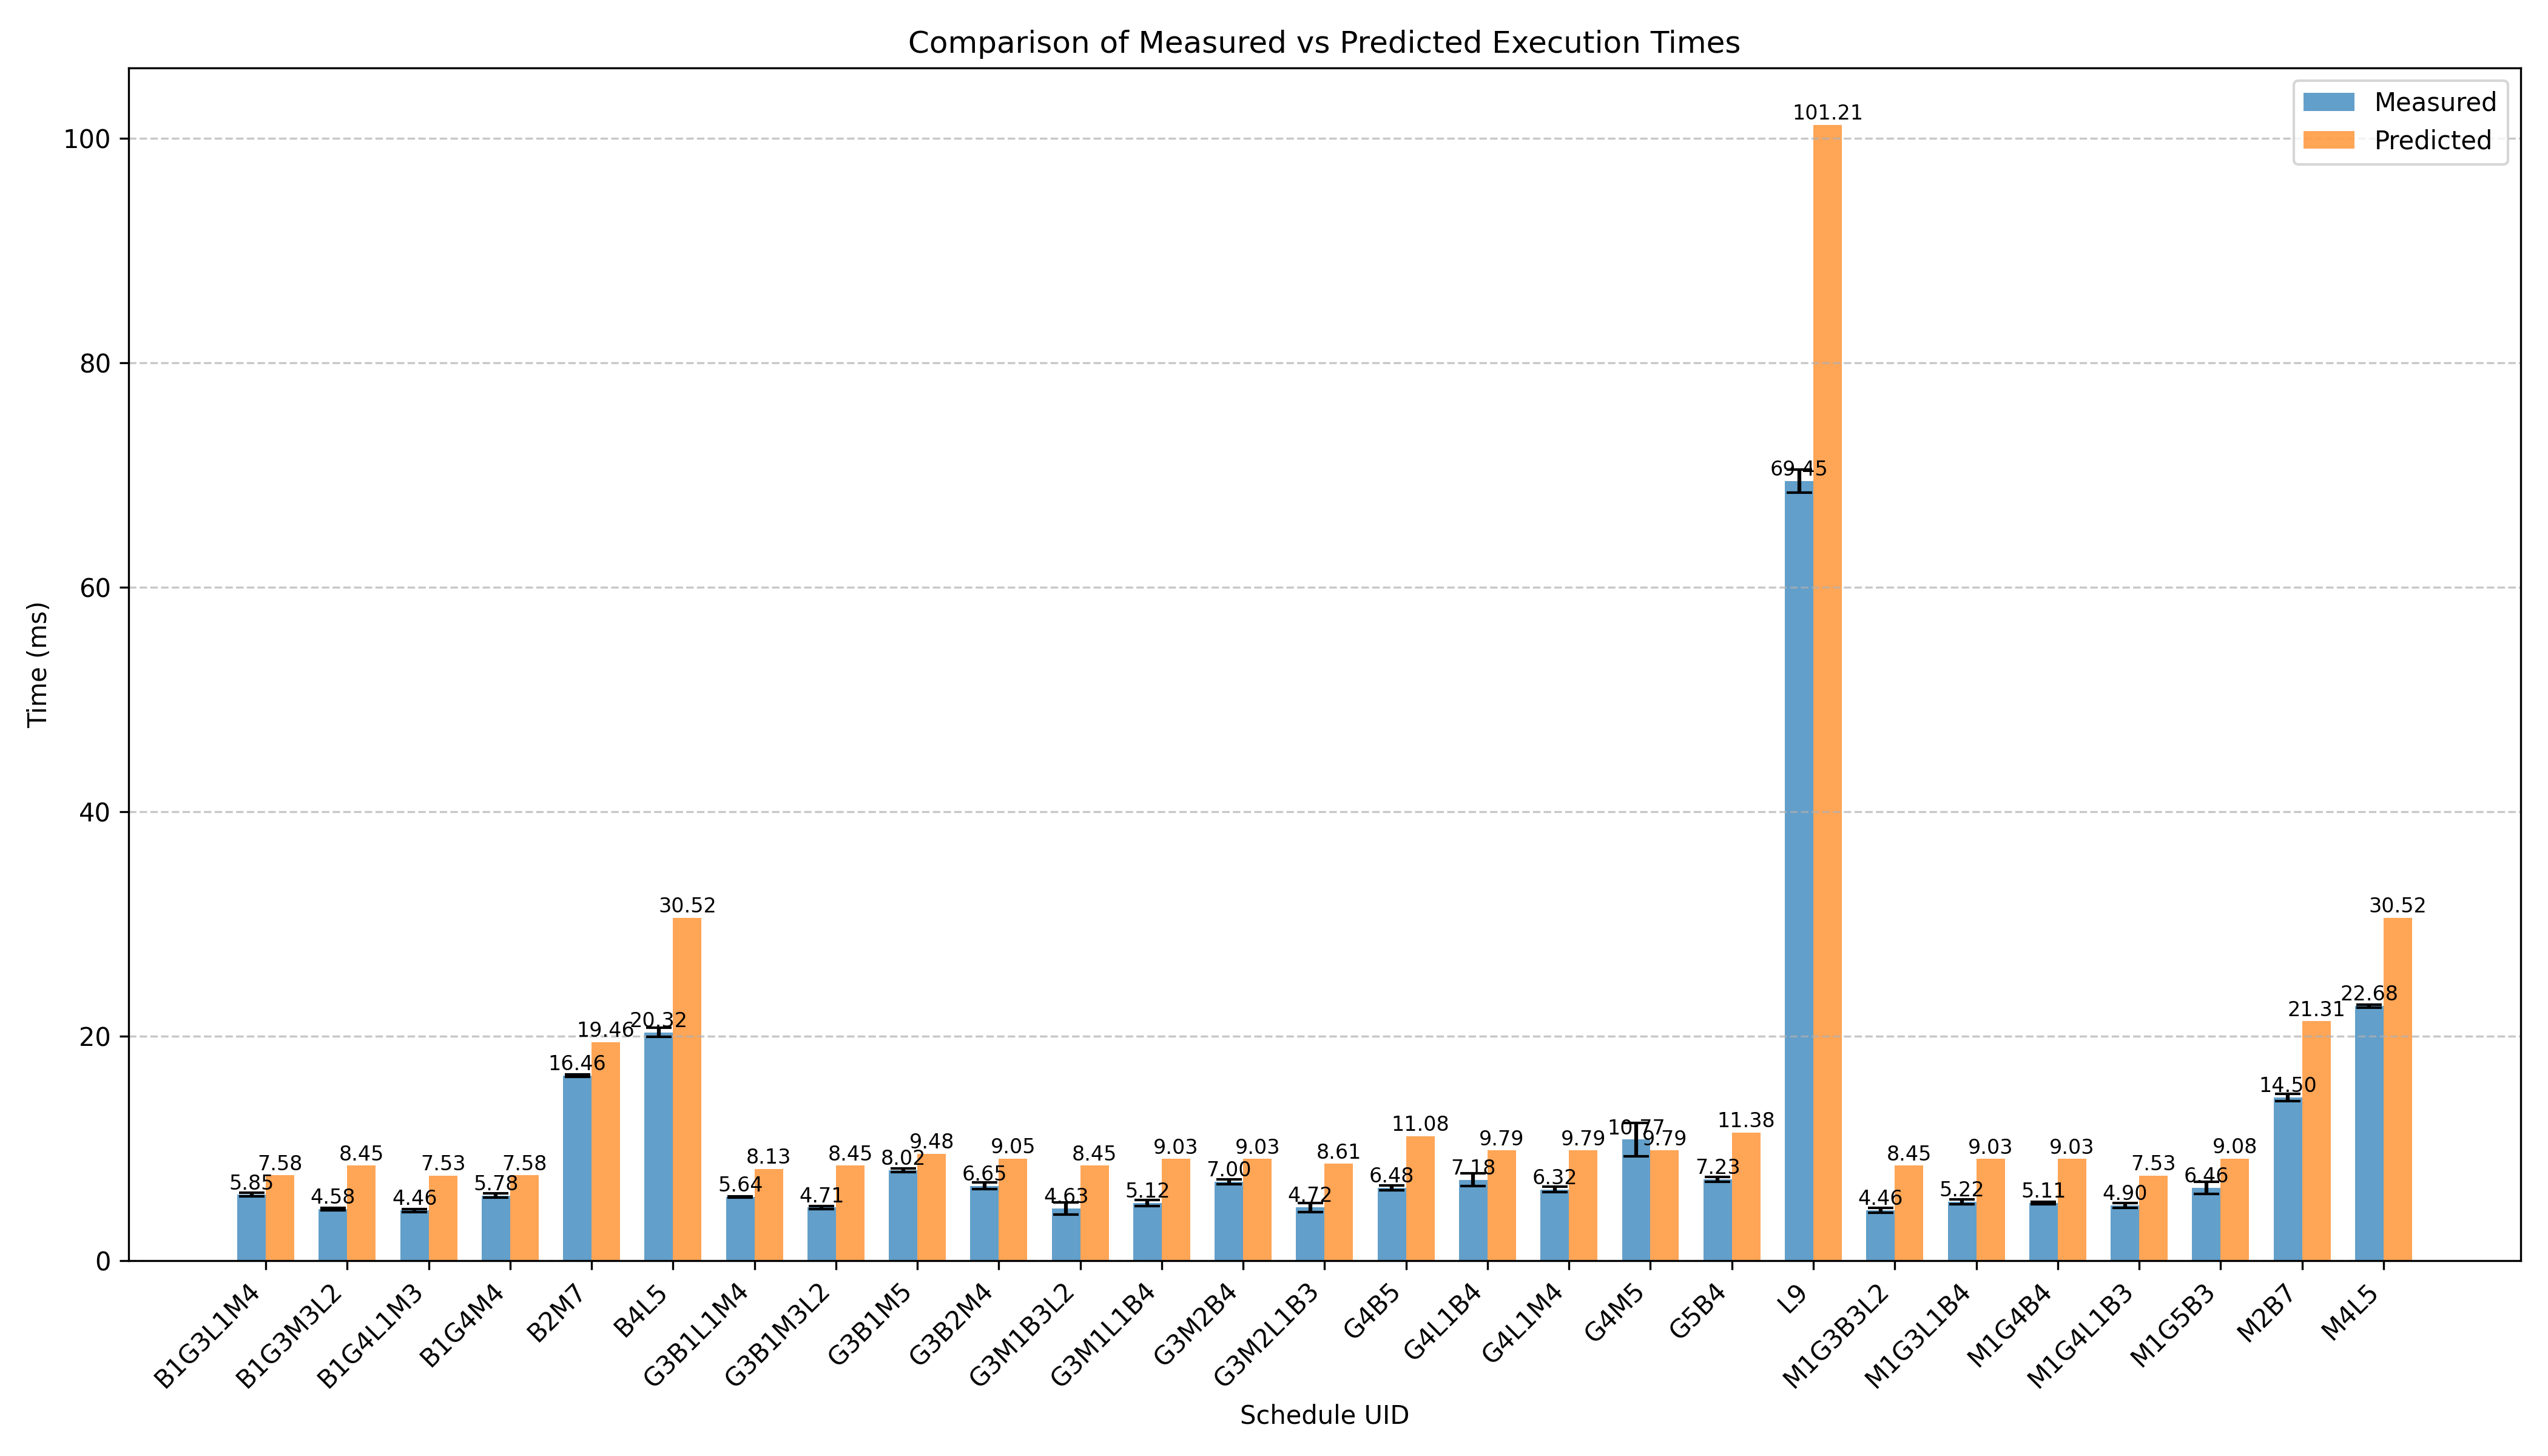 Comparison of Measured vs Predicted Execution Times
Measured
Predicted
Time (ms)
100
80
60
40
20
0
5.85 7.58
4.58 8.45
4.46 7.53
5.78 7.58
16.46 19.46
20.32 30.52
5.64 8.13
4.71 8.45
8.02 9.48
6.65 9.05
4.63 8.45
5.12 9.03
7.00 9.03
4.72 8.61
6.48 11.08
7.18 9.79
6.32 9.79
10.77 9.79
7.23 11.38
69.45 101.21
4.46 8.45
5.22 9.03
5.11 9.03
4.90 7.53
6.46 9.08
14.50 21.31
22.68 30.52
B1G3L1M4
B1G3M3L2
B1G4L1M3
B1G4M4
B2M7
B4L5
G3B1L1M4
G3B1M3L2
G3B1M5
G3B2M4
G3M1B3L2
G3M1L1B4
G3M2B4
G3M2L1B3
G4B5
G4L1B4
G4L1M4
G4M5
G5B4
L9
M1G3B3L2
M1G3L1B4
M1G4B4
M1G4L1B3
M1G5B3
M2B7
M4L5
Schedule UID